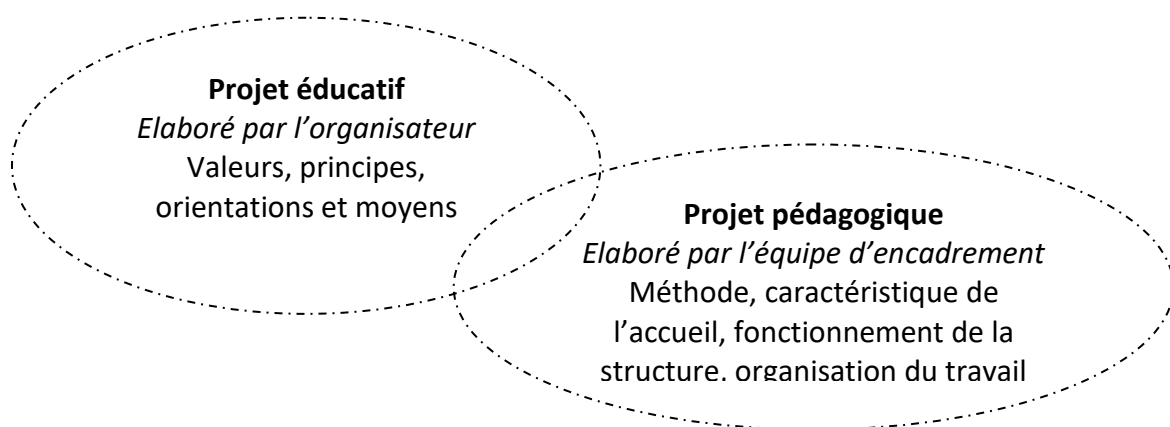 Projet éducatif
Elaboré par l’organisateur
Valeurs, principes,
orientations et moyens
Projet pédagogique
Elaboré par l’équipe d’encadrement
Méthode, caractéristique de
l’accueil, fonctionnement de la
structure, organisation du travail